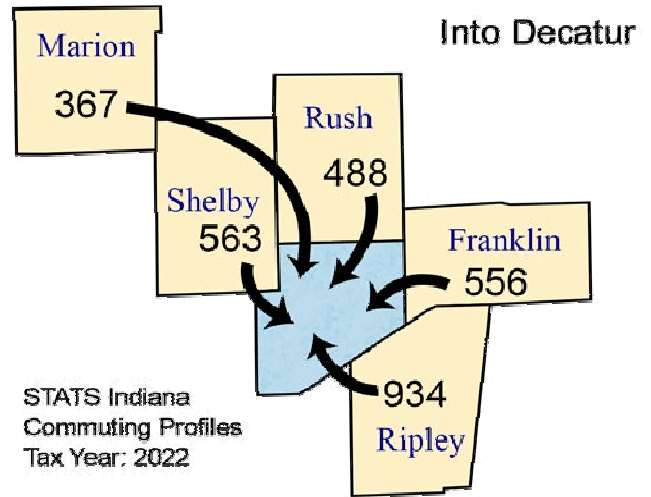 Into Decatur
Marion
367
Rush
488
Shelby
563
Franklin
556
934
Ripley
STATS Indiana
Commuting Profiles
Tax Year: 2022